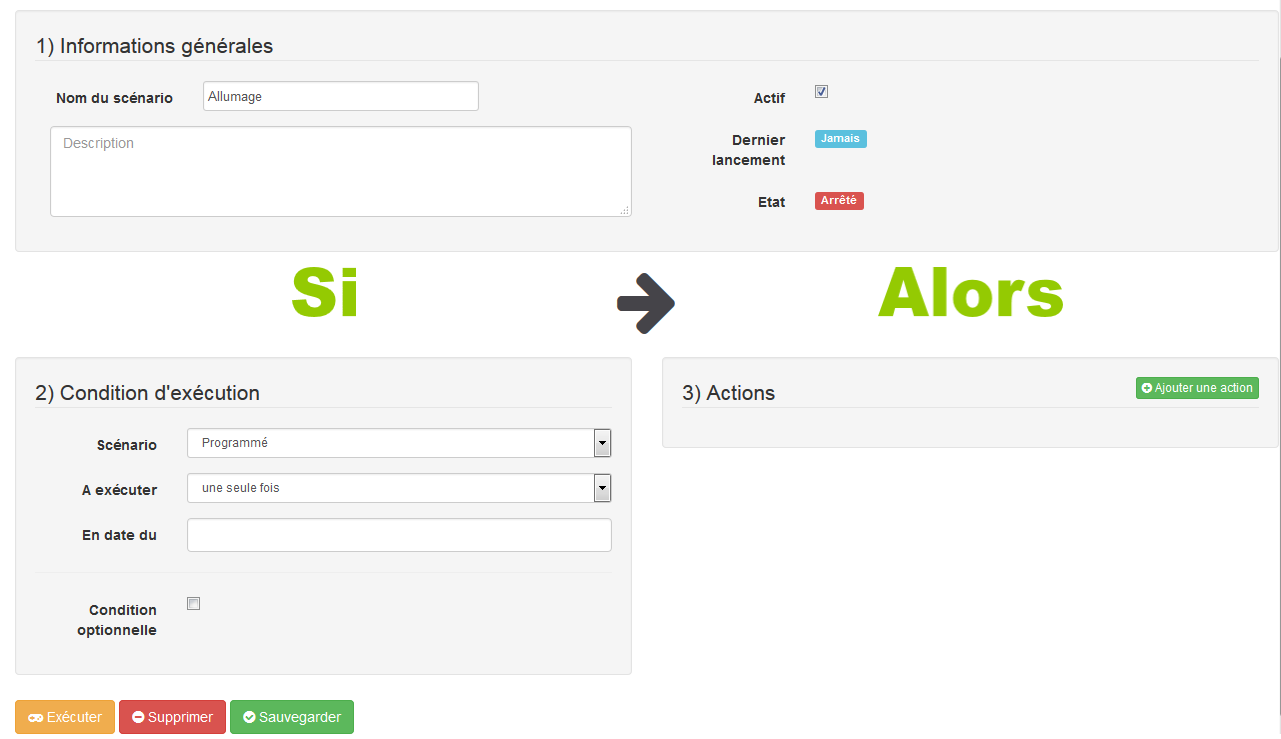 1) Informations générales
Nom du scénario
Allumage
Description
Actif
Dernier
lancement
Jamais
Etat
Arrêté
Si
Alors
2) Condition d'exécution
Scénario
Programmé
A exécuter
une seule fois
En date du
Condition
optionnelle
3) Actions
Ajouter une action
Exécuter
Supprimer
Sauvegarder